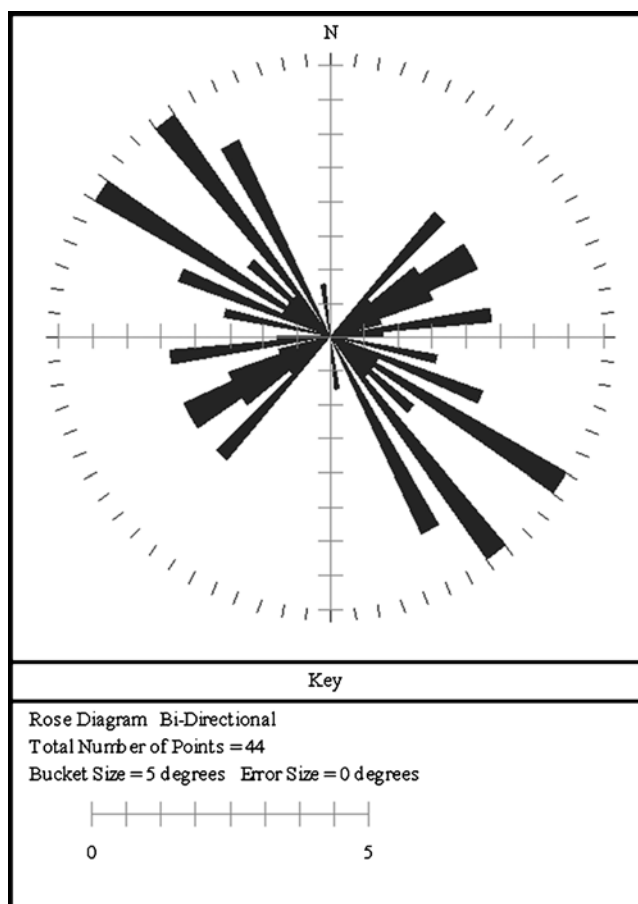 N
Key
Rose Diagram Bi-Directional
Total Number of Points = 44
Bucket Size = 5 degrees Error Size = 0 degrees
0 5